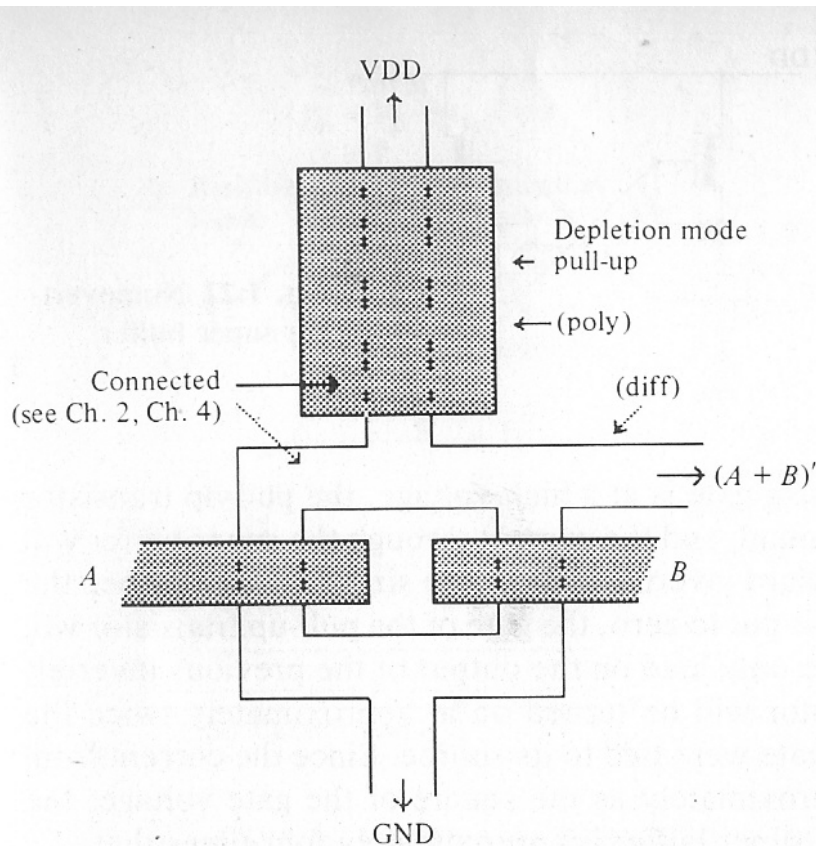 VDD
Depletion mode
pull-up
(poly)
Connected
(see Ch. 2, Ch. 4)
(diff)
(A + B)'
A
B
GND